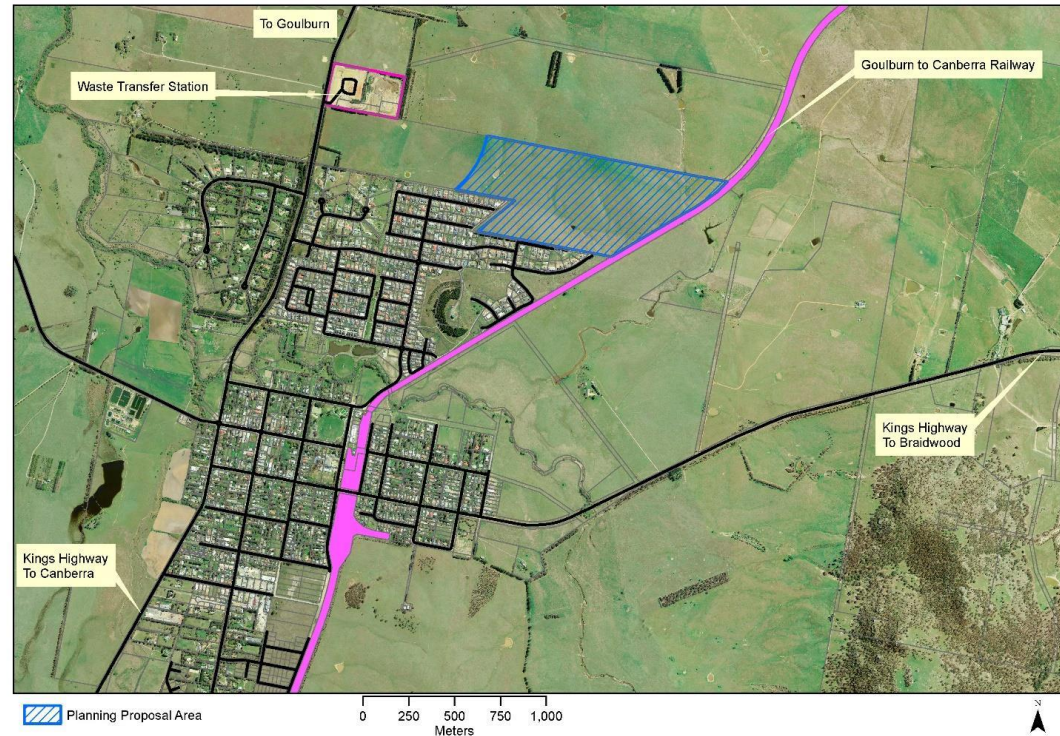 To Goulburn
Goulburn to Canberra Railway
Waste Transfer Station
Kings Highway
To Braidwood
Kings Highway
To Canberra
Planning Proposal Area
0 250 500 750 1,000
Meters
N